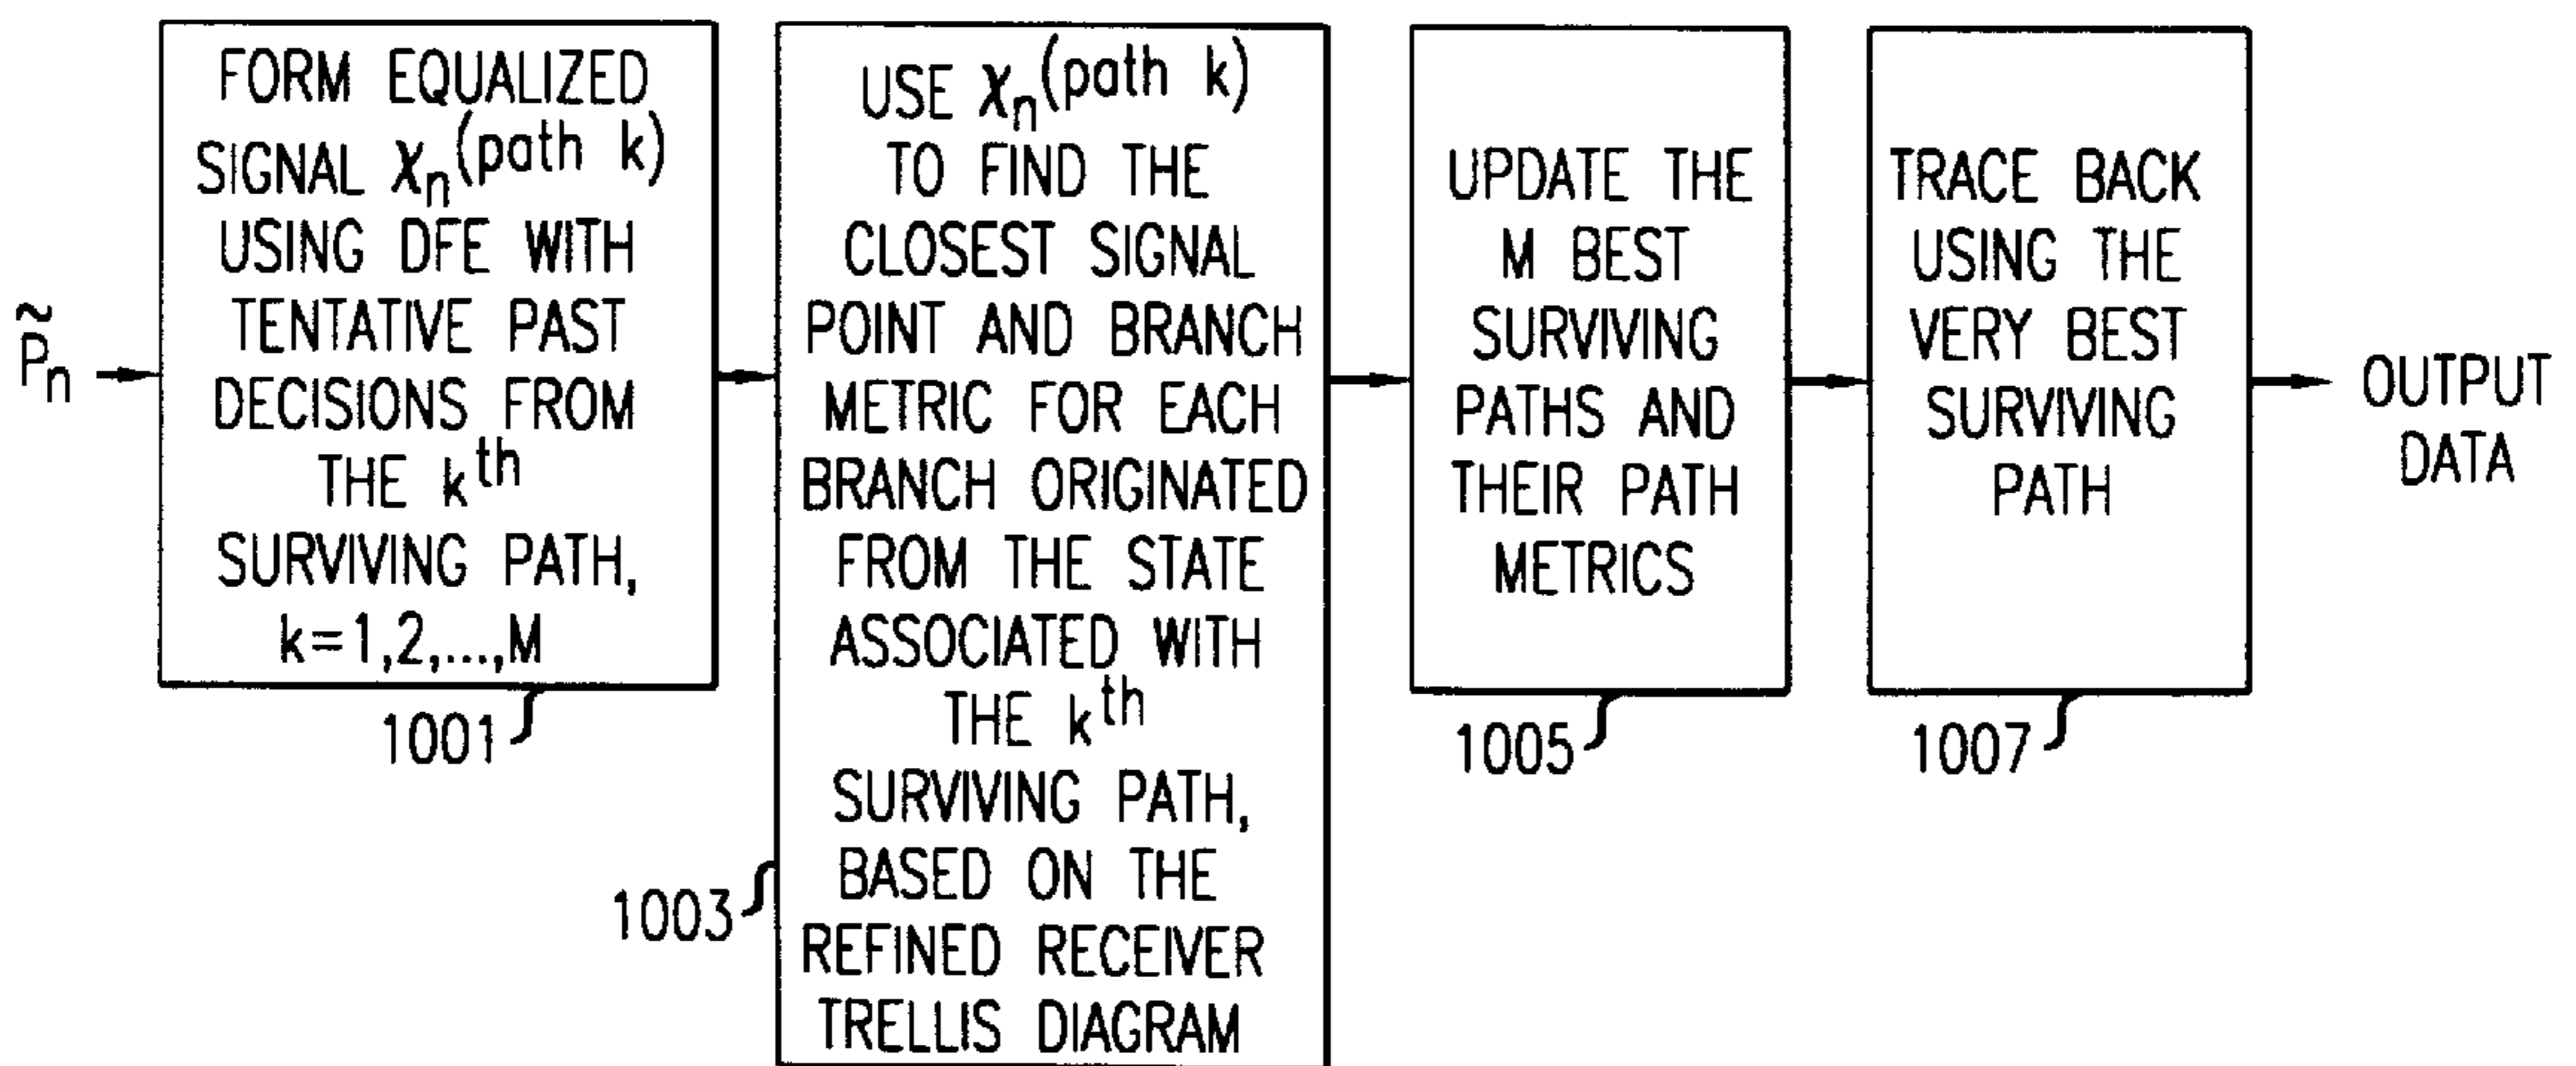 P̃n
FORM EQUALIZED
SIGNAL χn(path k)
USING DFE WITH
TENTATIVE PAST
DECISIONS FROM
THE kth
SURVIVING PATH,
k=1,2,...,M
1001
USE χn(path k)
TO FIND THE
CLOSEST SIGNAL
POINT AND BRANCH
METRIC FOR EACH
BRANCH ORIGINATED
FROM THE STATE
ASSOCIATED WITH
THE kth
SURVIVING PATH,
BASED ON THE
REFINED RECEIVER
TRELLIS DIAGRAM
1003
UPDATE THE
M BEST
SURVIVING
PATHS AND
THEIR PATH
METRICS
1005
TRACE BACK
USING THE
VERY BEST
SURVIVING
PATH
1007
OUTPUT
DATA